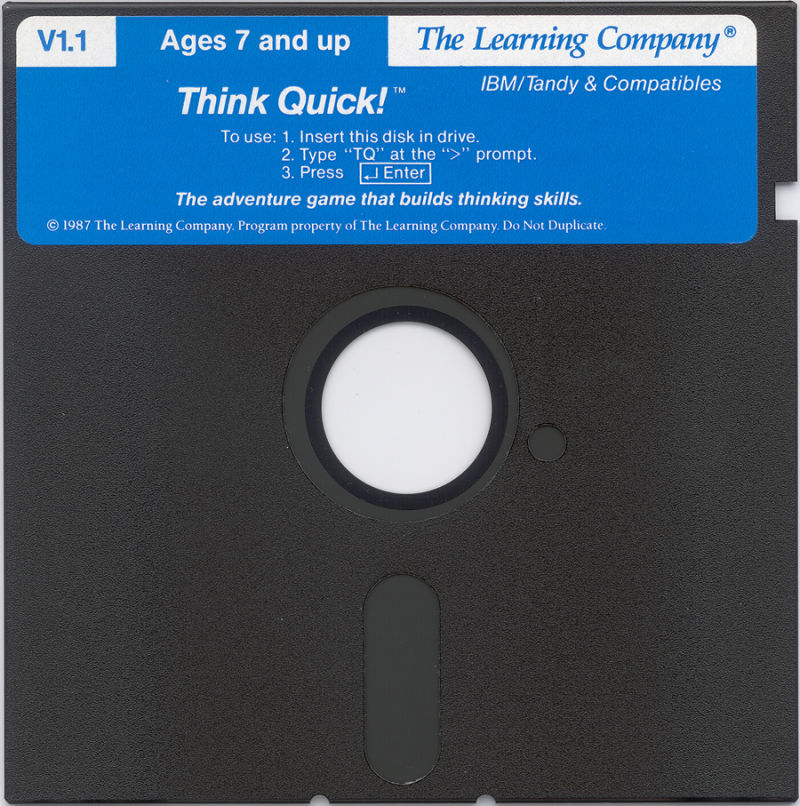 V1.1
Ages 7 and up
The Learning Company®
IBM/Tandy & Compatibles
Think Quick!™
To use: 1. Insert this disk in drive.
2. Type “TQ” at the “>” prompt.
3. Press ↵ Enter
The adventure game that builds thinking skills.
© 1987 The Learning Company. Program property of The Learning Company. Do Not Duplicate.